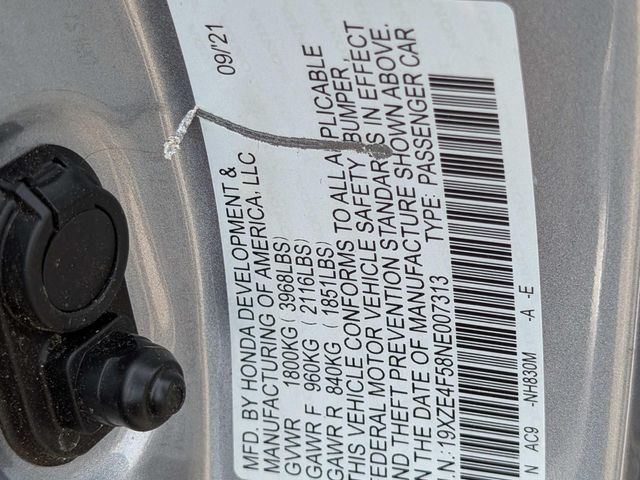 MFD. BY HONDA DEVELOPMENT & 09/'21
MANUFACTURING OF AMERICA, LLC
GVWR 1800KG (3968LBS)
GAWR F 960KG (2116LBS)
GAWR R 840KG (1851LBS)
THIS VEHICLE CONFORMS TO ALL APPLICABLE
FEDERAL MOTOR VEHICLE SAFETY, BUMPER,
AND THEFT PREVENTION STANDARDS IN EFFECT
ON THE DATE OF MANUFACTURE SHOWN ABOVE.
V.I.N.:19XZE4F58NE007313 TYPE: PASSENGER CAR
N AC9 -NH830M -A -E